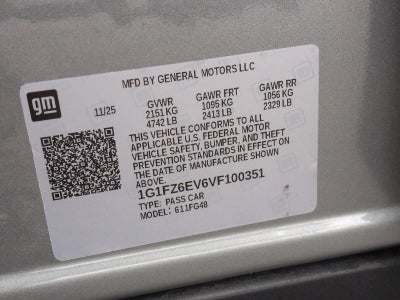 gm
MFD BY GENERAL MOTORS LLC
11/25
GVWR GAWR FRT GAWR RR
2151 KG 1095 KG 1056 KG
4742 LB 2413 LB 2329 LB
THIS VEHICLE CONFORMS TO ALL
APPLICABLE U.S. FEDERAL MOTOR
VEHICLE SAFETY, BUMPER, AND THEFT
PREVENTION STANDARDS IN EFFECT ON
THE DATE OF MANUFACTURE SHOWN
ABOVE.
1G1FZ6EV6VF100351
TYPE: PASS CAR
MODEL: 611FG48